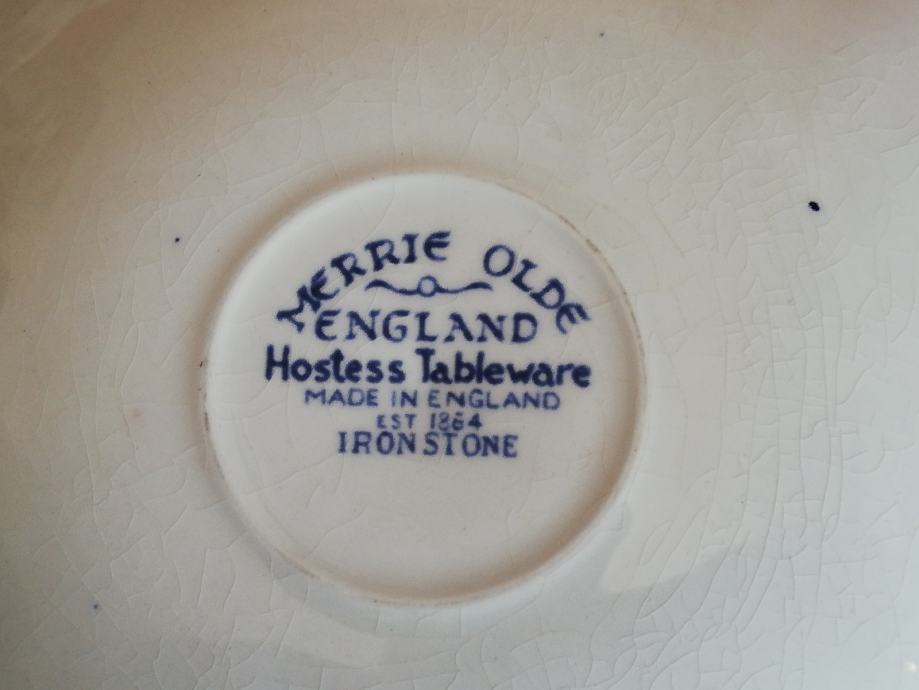 MERRIE OLDE
ENGLAND
Hostess Tableware
MADE IN ENGLAND
EST 1864
IRONSTONE